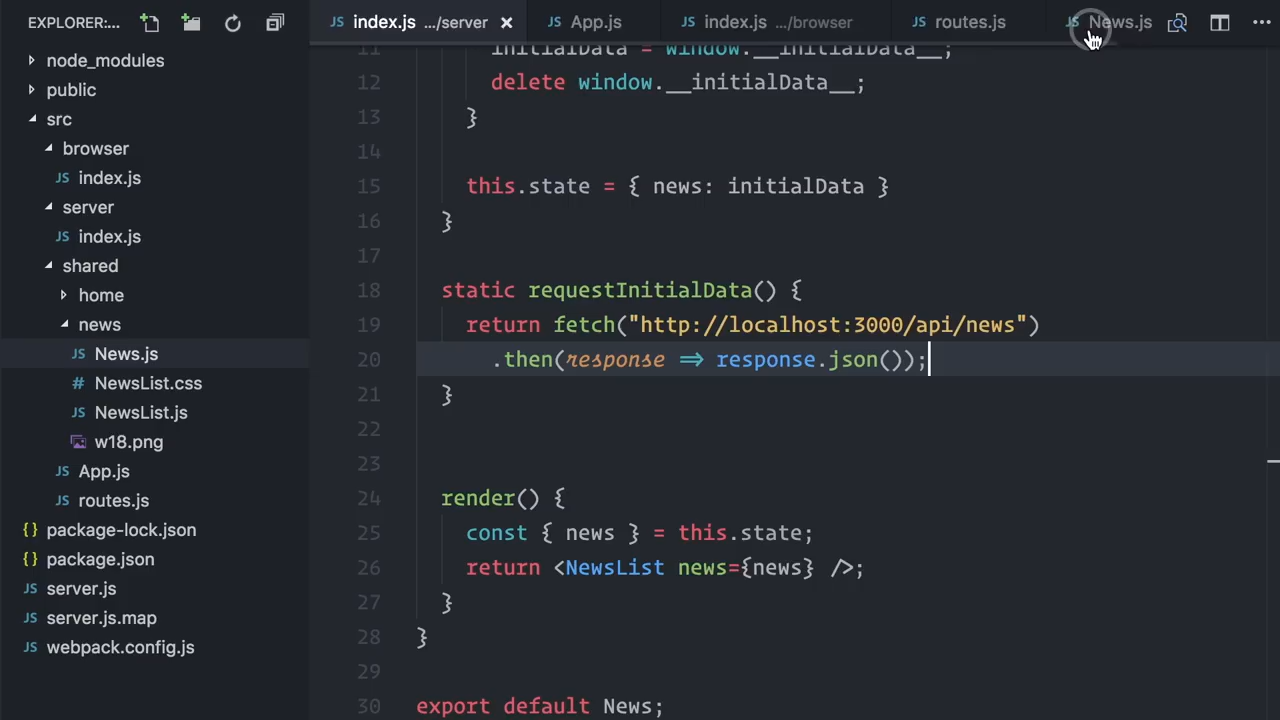 EXPLORER:...
JS index.js .../server ×
JS App.js
JS index.js .../browser
JS routes.js
JS News.js
node_modules
public
src
browser
JS index.js
server
JS index.js
shared
home
news
JS News.js
# NewsList.css
JS NewsList.js
w18.png
JS App.js
JS routes.js
{} package-lock.json
{} package.json
JS server.js
JS server.js.map
JS webpack.config.js
11 initialData = window.__initialData__;
12 delete window.__initialData__;
13 }
14
15 this.state = { news: initialData }
16 }
17
18 static requestInitialData() {
19 return fetch("http://localhost:3000/api/news")
20 .then(response => response.json());
21 }
22
23
24 render() {
25 const { news } = this.state;
26 return <NewsList news={news} />;
27 }
28 }
29
30 export default News;